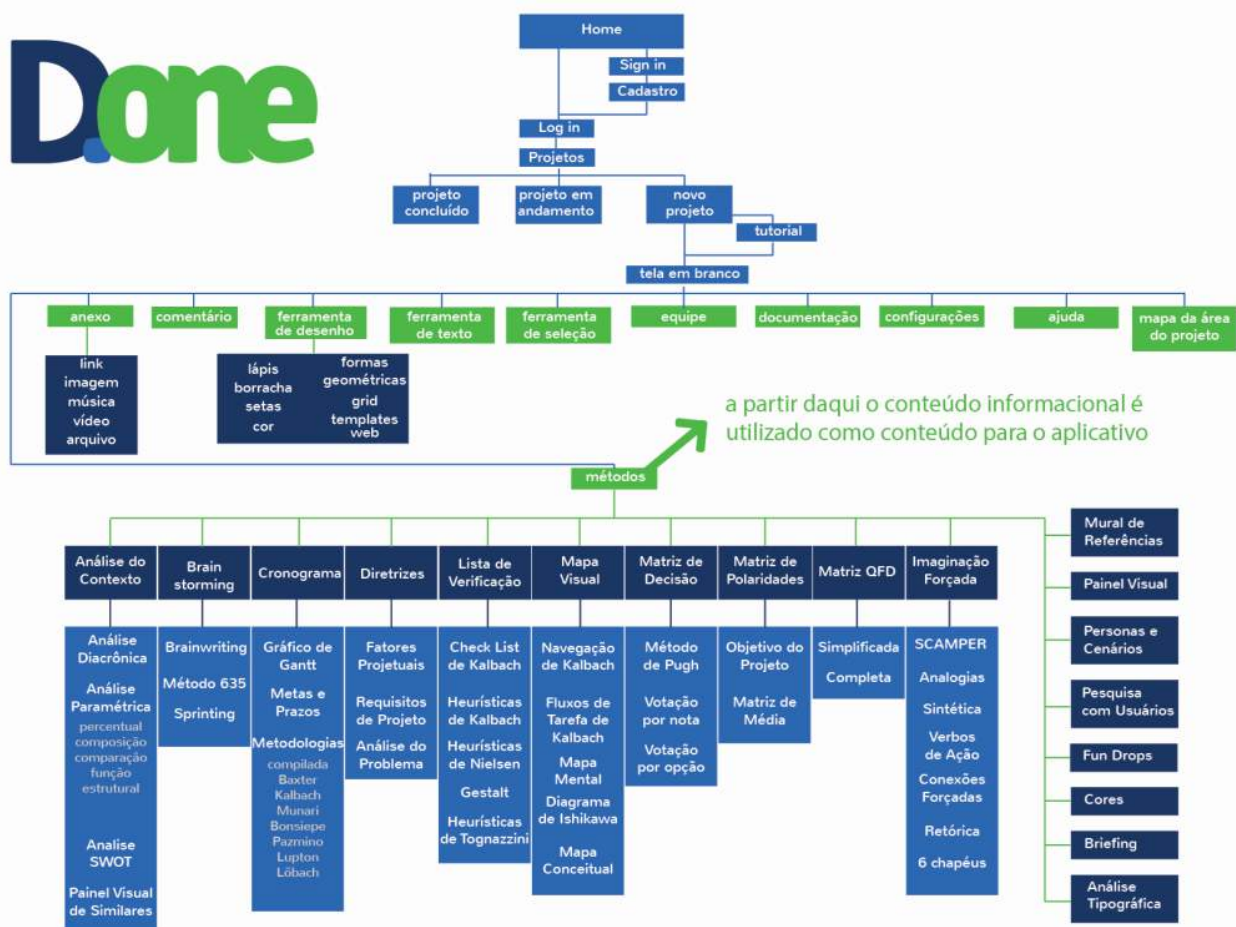 D.one
Home
Sign in
Cadastro
Log in
Projetos
projeto
concluído
projeto em
andamento
novo
projeto
tutorial
tela em branco
anexo
comentário
ferramenta
de desenho
ferramenta
de texto
ferramenta
de seleção
equipe
documentação
configurações
ajuda
mapa da área
do projeto
link
imagem
música
vídeo
arquivo
lápis
borracha
setas
cor
formas
geométricas
grid
templates
web
a partir daqui o conteúdo informacional é
utilizado como conteúdo para o aplicativo
métodos
Análise do
Contexto
Brain
storming
Cronograma
Diretrizes
Lista de
Verificação
Mapa
Visual
Matriz de
Decisão
Matriz de
Polaridades
Matriz QFD
Imaginação
Forçada
Análise
Diacrônica
Análise
Paramétrica
percentual
composição
comparação
função
estrutural
Analise
SWOT
Painel Visual
de Similares
Brainwriting
Método 635
Sprinting
Gráfico de
Gantt
Metas e
Prazos
Metodologias
compilada
Baxter
Kalbach
Munari
Bonsiepe
Pazmino
Lupton
Löbach
Fatores
Projetuais
Requisitos
de Projeto
Análise do
Problema
Check List
de Kalbach
Heurísticas
de Kalbach
Heurísticas
de Nielsen
Gestalt
Heurísticas
de Tognazzini
Navegação
de Kalbach
Fluxos de
Tarefa de
Kalbach
Mapa
Mental
Diagrama
de Ishikawa
Mapa
Conceitual
Método
de Pugh
Votação
por nota
Votação
por opção
Objetivo do
Projeto
Matriz de
Média
Simplificada
Completa
SCAMPER
Analogias
Sintética
Verbos
de Ação
Conexões
Forçadas
Retórica
6 chapéus
Mural de
Referências
Painel Visual
Personas e
Cenários
Pesquisa
com Usuários
Fun Drops
Cores
Briefing
Análise
Tipográfica